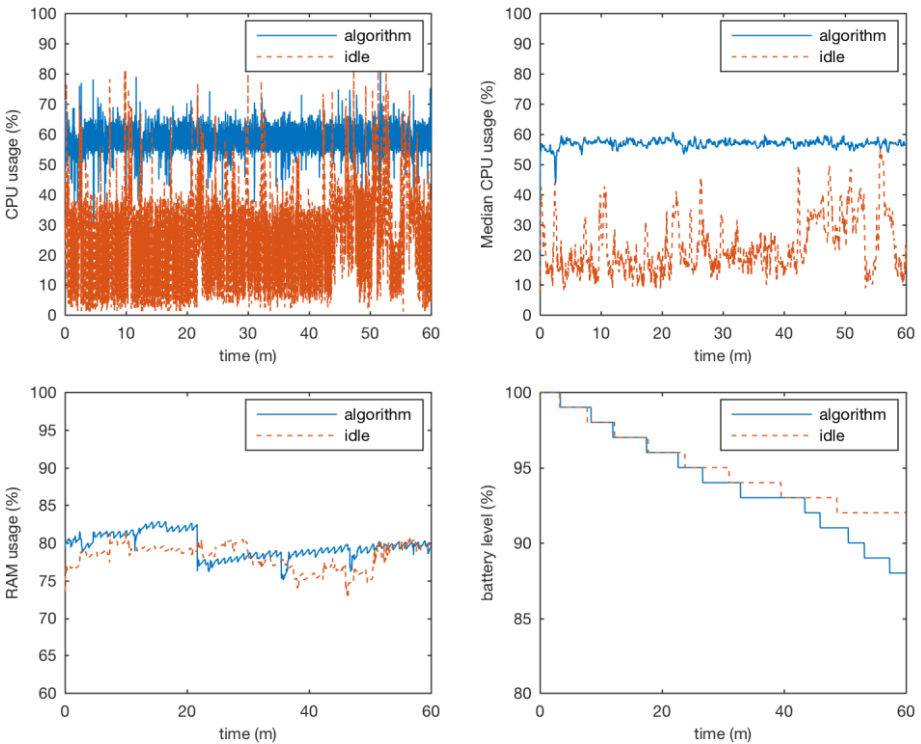 100
90
80
70
60
50
40
30
20
10
0
CPU usage (%)
0 10 20 30 40 50 60
time (m)
algorithm
idle
100
90
80
70
60
50
40
30
20
10
0
Median CPU usage (%)
0 10 20 30 40 50 60
time (m)
algorithm
idle
100
95
90
85
80
75
70
65
60
RAM usage (%)
0 20 40 60
time (m)
algorithm
idle
100
95
90
85
80
battery level (%)
0 20 40 60
time (m)
algorithm
idle